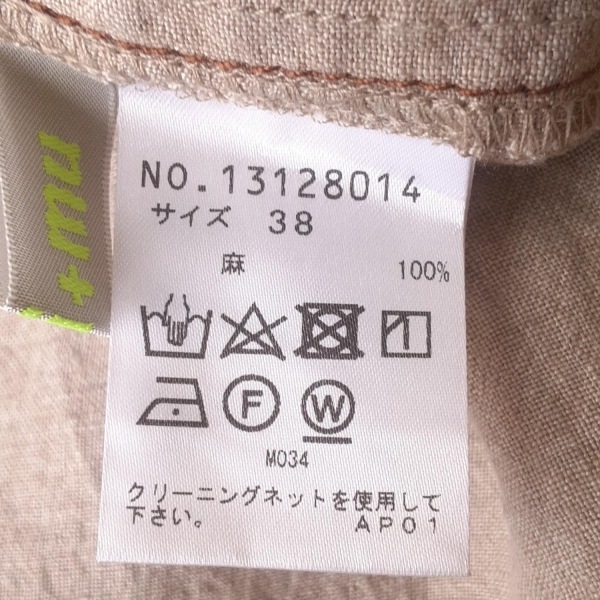 nm+
NO.13128014
サイズ 38
麻 100%
F
W
M034
クリーニングネットを使用して
下さい。 AP01